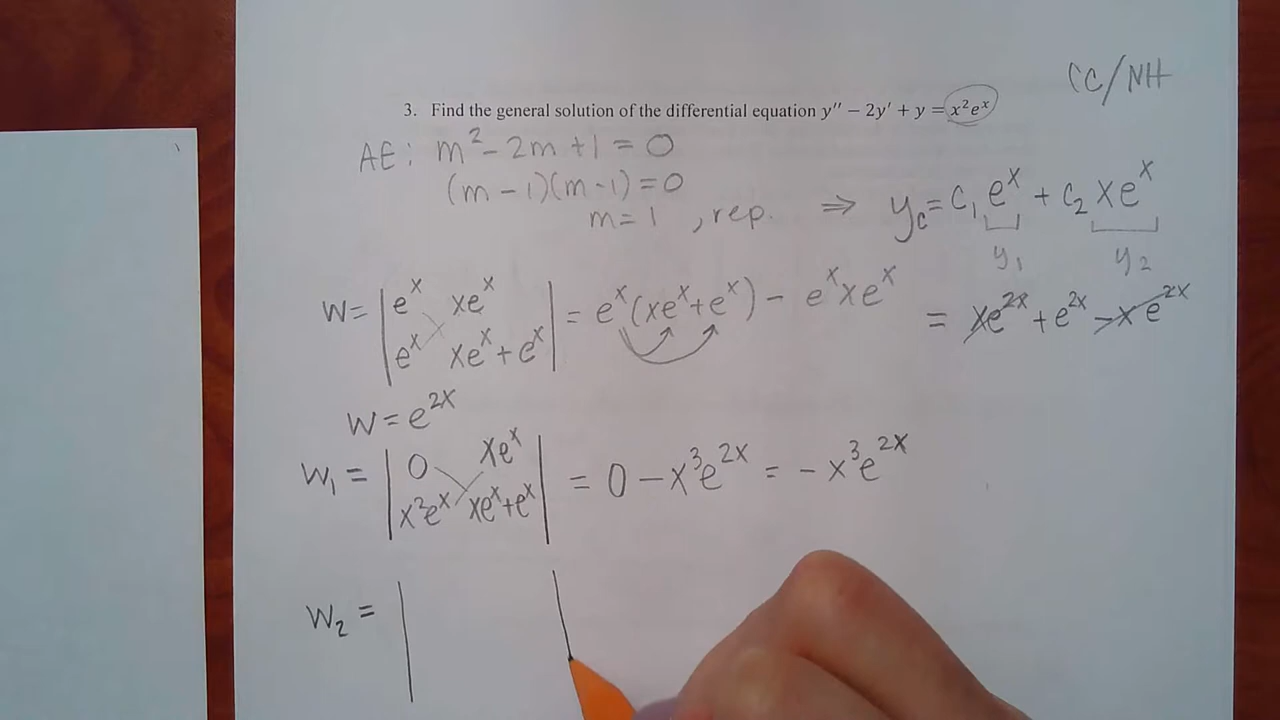 CC/NH
3. Find the general solution of the differential equation y'' − 2y' + y = x²eˣ
AE: m² - 2m + 1 = 0
(m - 1)(m - 1) = 0
m = 1, rep. ⇒ y_c = c₁eˣ + c₂xeˣ
y₁ y₂
W = | eˣ xeˣ | = eˣ(xeˣ + eˣ) - eˣxeˣ = xe²ˣ + e²ˣ - xe²ˣ
| eˣ xeˣ + eˣ |
W = e²ˣ
W₁ = | 0 xeˣ | = 0 - x³e²ˣ = - x³e²ˣ
| x²eˣ xeˣ + eˣ |
W₂ = | |